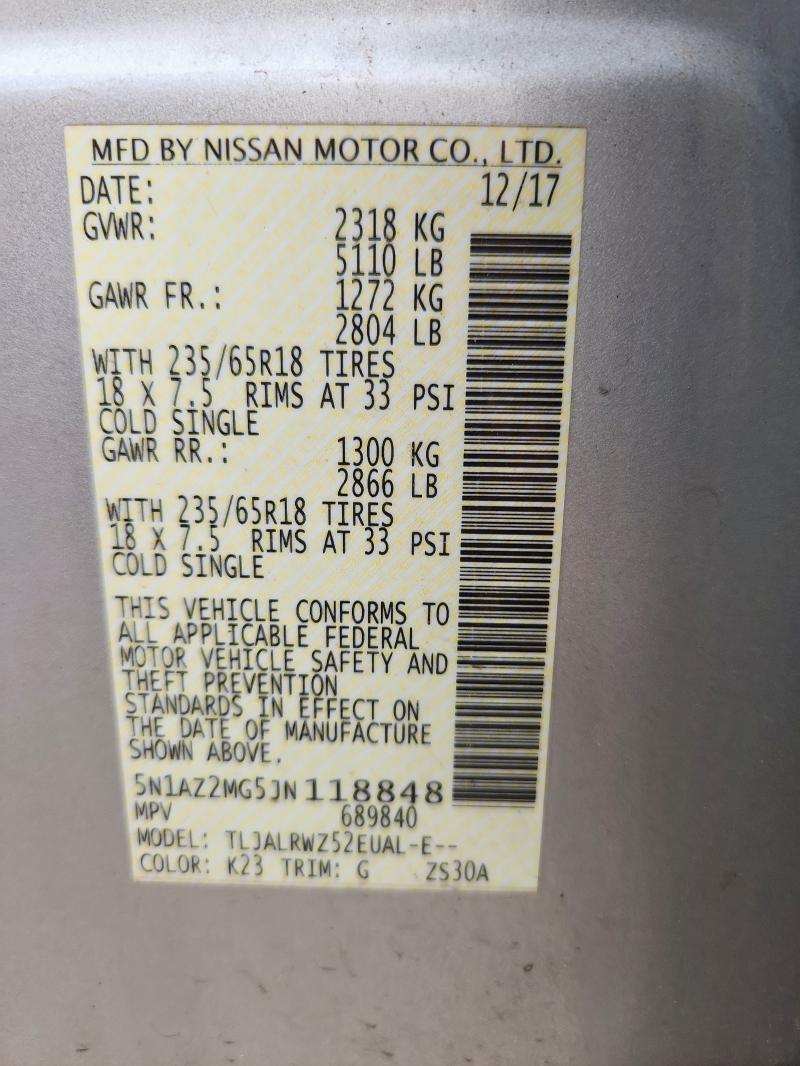 MFD BY NISSAN MOTOR CO., LTD.
DATE: 12/17
GVWR: 2318 KG
5110 LB
GAWR FR.: 1272 KG
2804 LB
WITH 235/65R18 TIRES
18 X 7.5 RIMS AT 33 PSI
COLD SINGLE
GAWR RR.: 1300 KG
2866 LB
WITH 235/65R18 TIRES
18 X 7.5 RIMS AT 33 PSI
COLD SINGLE
THIS VEHICLE CONFORMS TO
ALL APPLICABLE FEDERAL
MOTOR VEHICLE SAFETY AND
THEFT PREVENTION
STANDARDS IN EFFECT ON
THE DATE OF MANUFACTURE
SHOWN ABOVE.
5N1AZ2MG5JN118848
MPV 689840
MODEL: TLJALRWZ52EUAL-E--
COLOR: K23 TRIM: G ZS30A